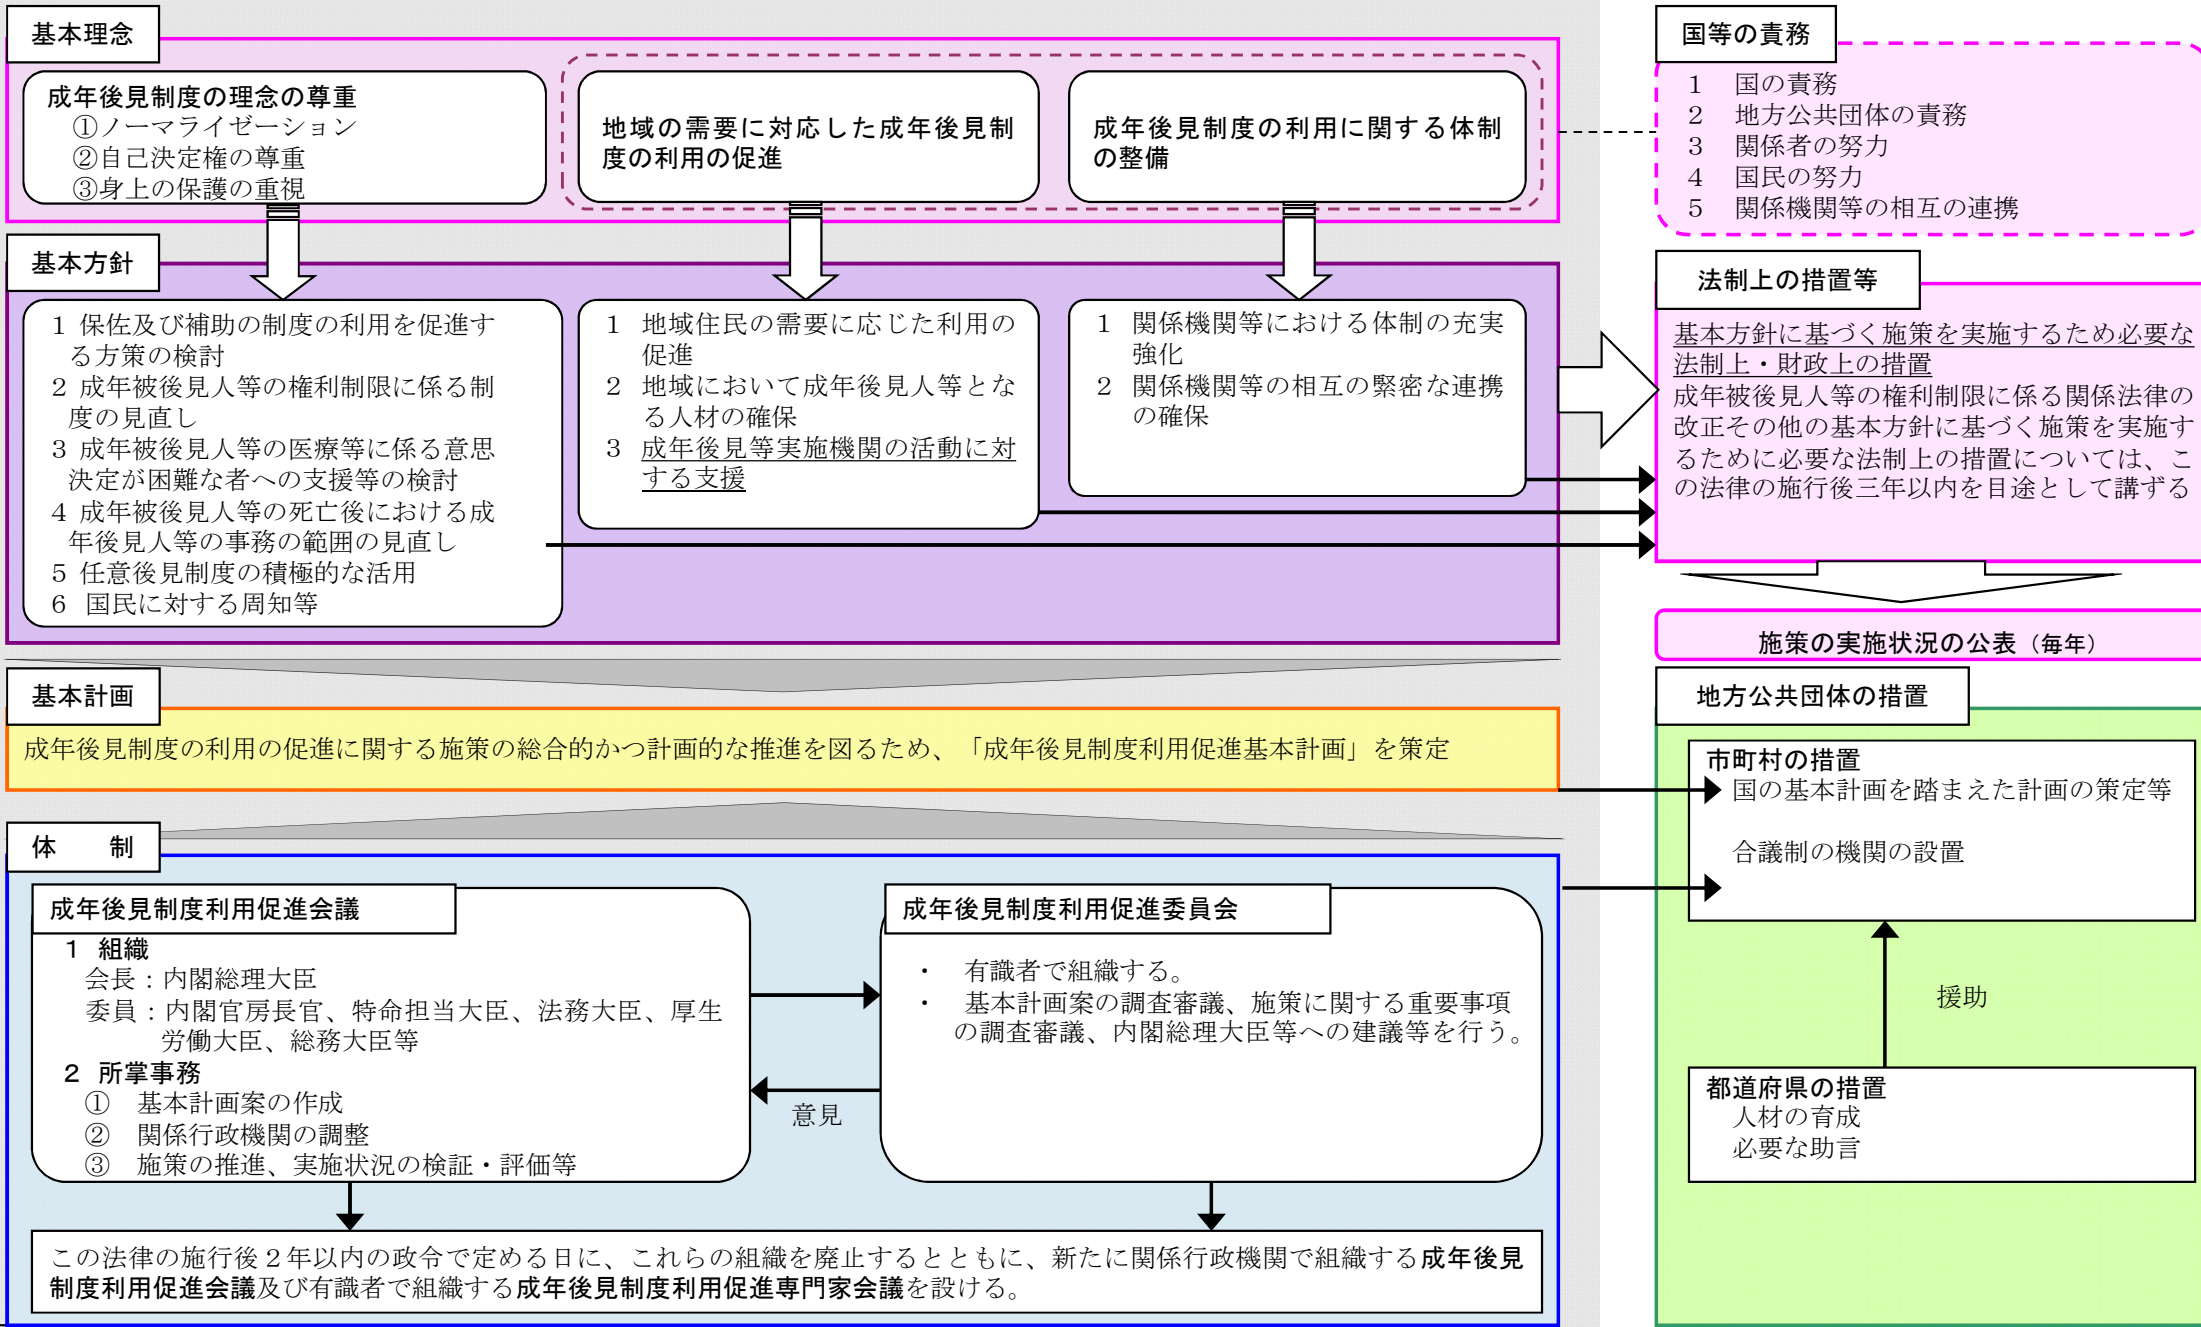 基本理念
成年後見制度の理念の尊重
①ノーマライゼーション
②自己決定権の尊重
③身上の保護の重視
地域の需要に対応した成年後見制
度の利用の促進
成年後見制度の利用に関する体制
の整備
国等の責務
1 国の責務
2 地方公共団体の責務
3 関係者の努力
4 国民の努力
5 関係機関等の相互の連携
基本方針
1 保佐及び補助の制度の利用を促進す
る方策の検討
2 成年被後見人等の権利制限に係る制
度の見直し
3 成年被後見人等の医療等に係る意思
決定が困難な者への支援等の検討
4 成年被後見人等の死亡後における成
年後見人等の事務の範囲の見直し
5 任意後見制度の積極的な活用
6 国民に対する周知等
1 地域住民の需要に応じた利用の
促進
2 地域において成年後見人等とな
る人材の確保
3 成年後見等実施機関の活動に対
する支援
1 関係機関等における体制の充実
強化
2 関係機関等の相互の緊密な連携
の確保
法制上の措置等
基本方針に基づく施策を実施するため必要な
法制上・財政上の措置
成年被後見人等の権利制限に係る関係法律の
改正その他の基本方針に基づく施策を実施す
るために必要な法制上の措置については、こ
の法律の施行後三年以内を目途として講ずる
施策の実施状況の公表（毎年）
基本計画
成年後見制度の利用の促進に関する施策の総合的かつ計画的な推進を図るため、「成年後見制度利用促進基本計画」を策定
地方公共団体の措置
市町村の措置
国の基本計画を踏まえた計画の策定等
合議制の機関の設置
援助
都道府県の措置
人材の育成
必要な助言
体　　制
成年後見制度利用促進会議
1 組織
会長：内閣総理大臣
委員：内閣官房長官、特命担当大臣、法務大臣、厚生
労働大臣、総務大臣等
2 所掌事務
① 基本計画案の作成
② 関係行政機関の調整
③ 施策の推進、実施状況の検証・評価等
意見
成年後見制度利用促進委員会
・ 有識者で組織する。
・ 基本計画案の調査審議、施策に関する重要事項
の調査審議、内閣総理大臣等への建議等を行う。
この法律の施行後２年以内の政令で定める日に、これらの組織を廃止するとともに、新たに関係行政機関で組織する成年後見
制度利用促進会議及び有識者で組織する成年後見制度利用促進専門家会議を設ける。